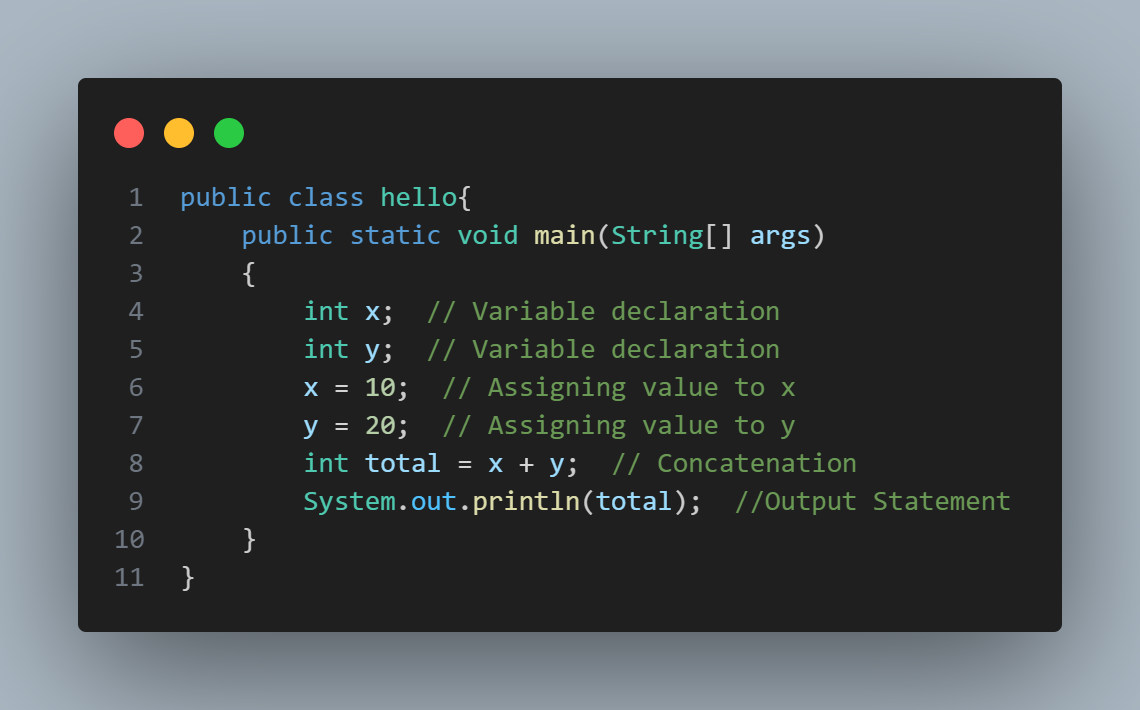 1 public class hello{
2     public static void main(String[] args)
3     {
4         int x;  // Variable declaration
5         int y;  // Variable declaration
6         x = 10;  // Assigning value to x
7         y = 20;  // Assigning value to y
8         int total = x + y;  // Concatenation
9         System.out.println(total);  //Output Statement
10     }
11 }